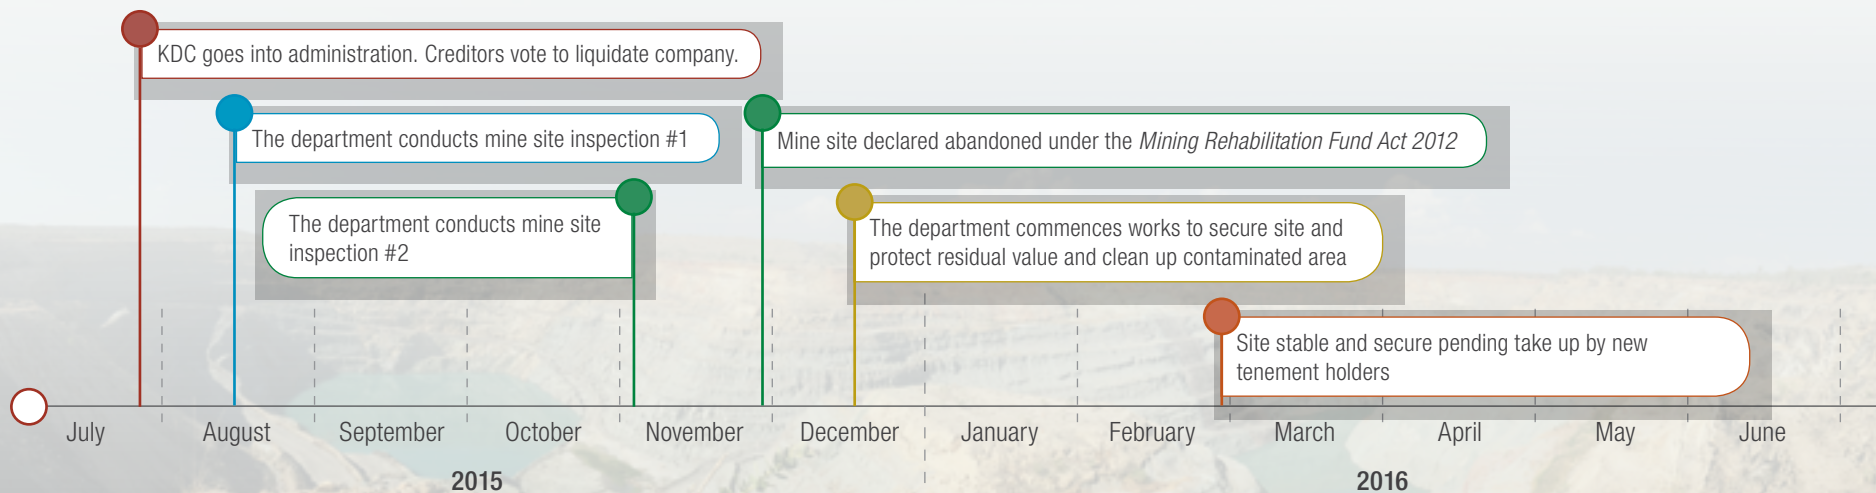 KDC goes into administration. Creditors vote to liquidate company.
The department conducts mine site inspection #1
Mine site declared abandoned under the Mining Rehabilitation Fund Act 2012
The department conducts mine site
inspection #2
The department commences works to secure site and
protect residual value and clean up contaminated area
Site stable and secure pending take up by new
tenement holders
July August September October November December January February March April May June
2015 2016